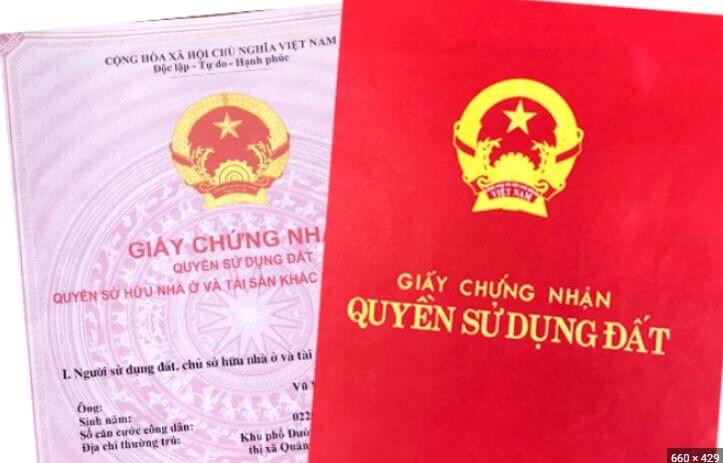 CỘNG HÒA XÃ HỘI CHỦ NGHĨA VIỆT NAM
Độc lập - Tự do - Hạnh phúc
GIẤY CHỨNG NHẬ
QUYỀN SỬ DỤNG ĐẤT
QUYỀN SỞ HỮU NHÀ Ở VÀ TÀI SẢN KHÁC
I. Người sử dụng đất, chủ sở hữu nhà ở và tài
Vũ
Ông:
Sinh năm:
Số căn cước công dân: 022
Địa chỉ thường trú: Khu phố Đườ
thị xã Quản
VIỆT NAM
GIẤY CHỨNG NHẬN
QUYỀN SỬ DỤNG ĐẤT
660 × 429